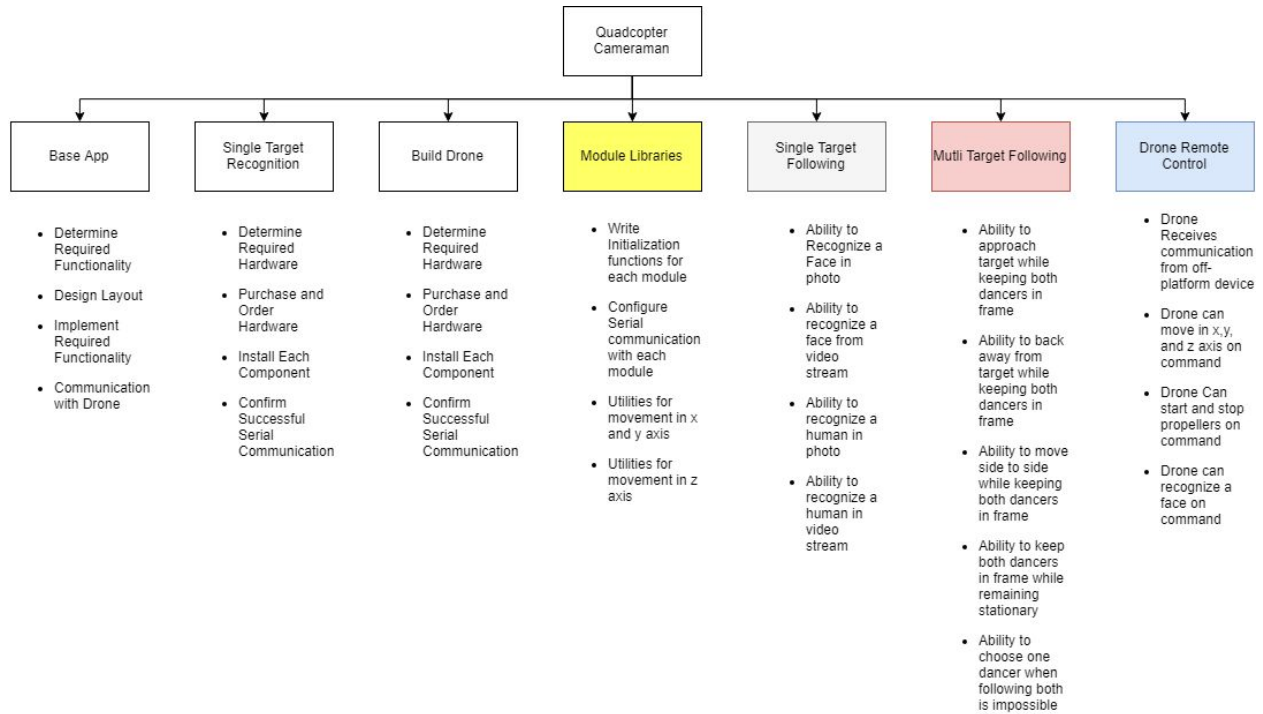 Quadcopter
Cameraman
Base App
Single Target
Recognition
Build Drone
Module Libraries
Single Target
Following
Mutli Target Following
Drone Remote
Control
Determine
Required
Functionality
Design Layout
Implement
Required
Functionality
Communication
with Drone
Determine
Required
Hardware
Purchase and
Order
Hardware
Install Each
Component
Confirm
Successful
Serial
Communication
Determine
Required
Hardware
Purchase and
Order
Hardware
Install Each
Component
Confirm
Successful
Serial
Communication
Write
Initialization
functions for
each module
Configure
Serial
communication
with each
module
Utilities for
movement in x
and y axis
Utilities for
movement in z
axis
Ability to
Recognize a
Face in
photo
Ability to
recognize a
face from
video
stream
Ability to
recognize a
human in
photo
Ability to
recognize a
human in
video
stream
Ability to
approach
target while
keeping both
dancers in
frame
Ability to back
away from
target while
keeping both
dancers in
frame
Ability to move
side to side
while keeping
both dancers
in frame
Ability to keep
both dancers
in frame while
remaining
stationary
Ability to
choose one
dancer when
following both
is impossible
Drone
Receives
communication
from off-
platform device
Drone can
move in x,y,
and z axis on
command
Drone Can
start and stop
propellers on
command
Drone can
recognize a
face on
command